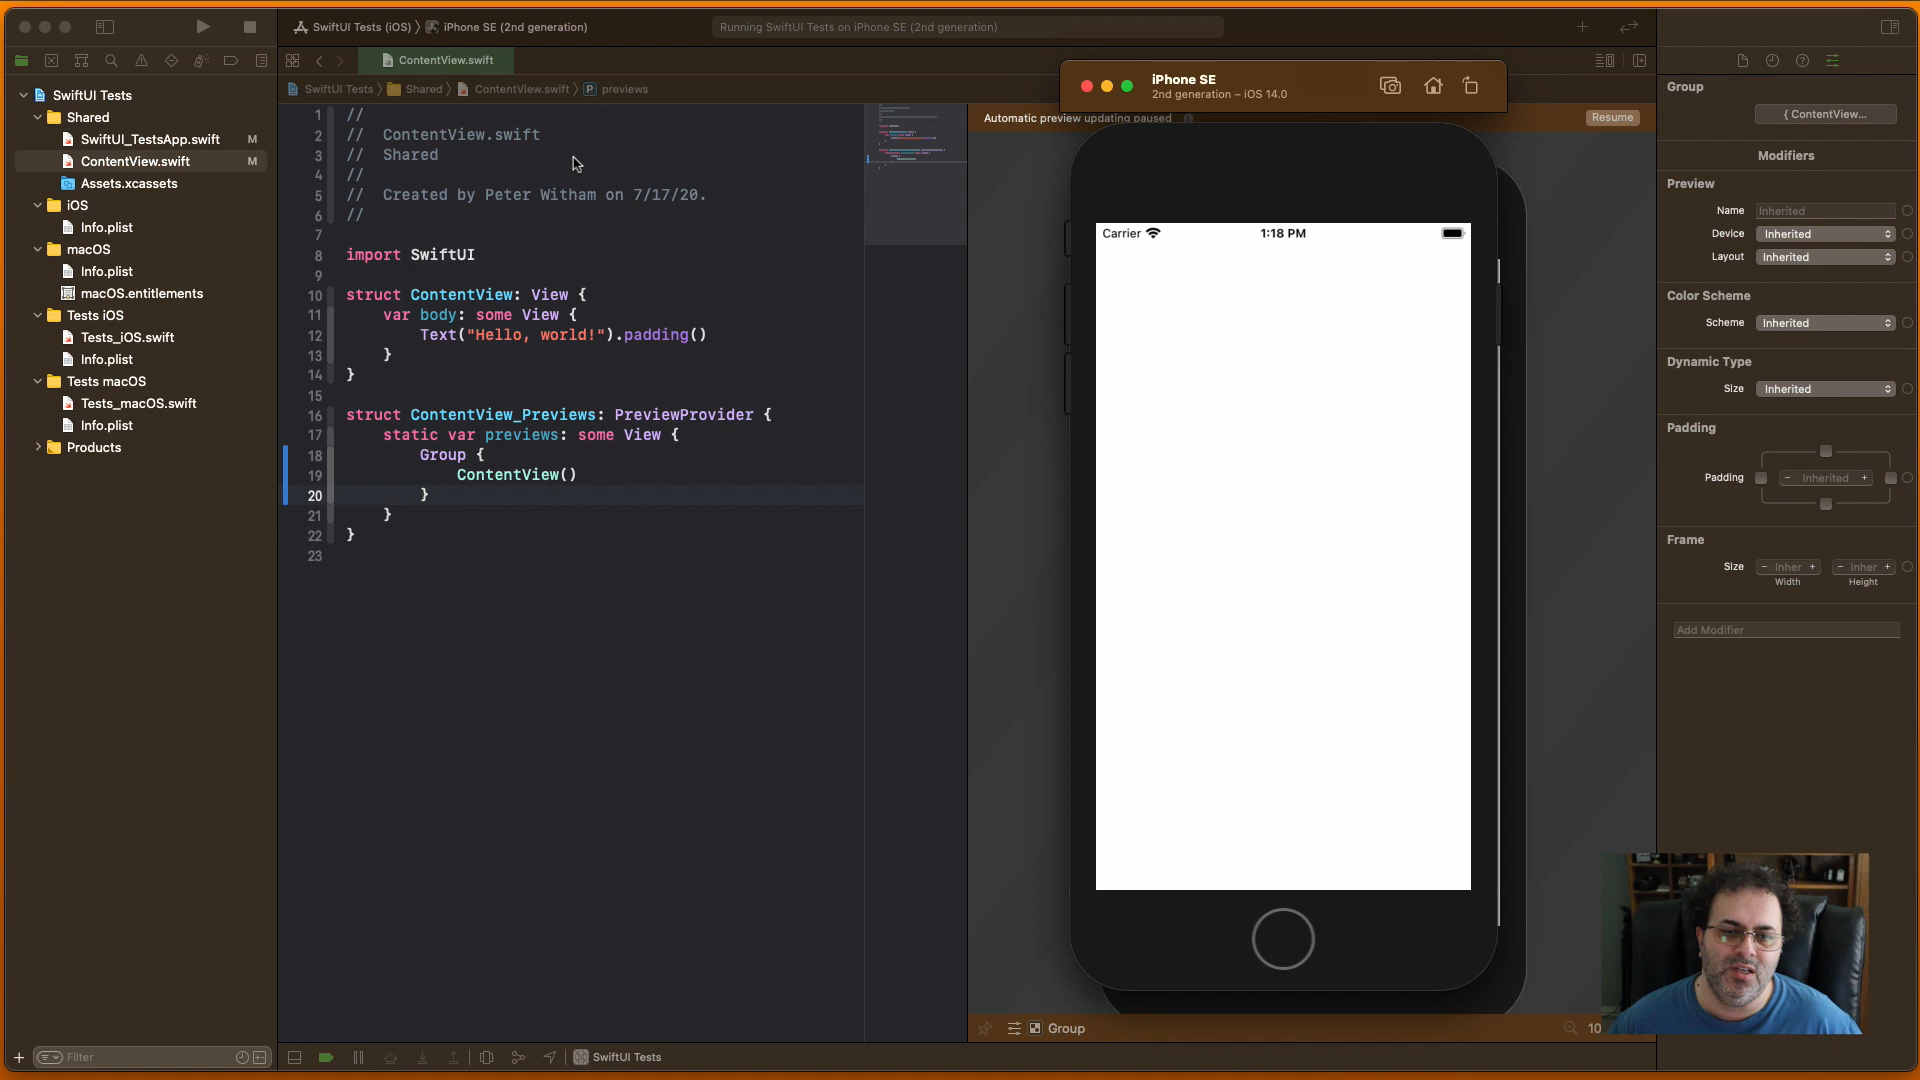 SwiftUI Tests (iOS) iPhone SE (2nd generation)
Running SwiftUI Tests on iPhone SE (2nd generation)
ContentView.swift
SwiftUI Tests
Shared
SwiftUI_TestsApp.swift M
ContentView.swift M
Assets.xcassets
iOS
Info.plist
macOS
Info.plist
macOS.entitlements
Tests iOS
Tests_iOS.swift
Info.plist
Tests macOS
Tests_macOS.swift
Info.plist
Products
Filter
SwiftUI Tests Shared ContentView.swift P previews
1 //
2 //  ContentView.swift
3 //  Shared
4 //
5 //  Created by Peter Witham on 7/17/20.
6 //
7
8 import SwiftUI
9
10 struct ContentView: View {
11     var body: some View {
12         Text("Hello, world!").padding()
13     }
14 }
15
16 struct ContentView_Previews: PreviewProvider {
17     static var previews: some View {
18         Group {
19             ContentView()
20         }
21     }
22 }
23
SwiftUI Tests
iPhone SE
2nd generation – iOS 14.0
Automatic preview updating paused
Resume
Carrier 1:18 PM
Group
10
Group
{ ContentView...
Modifiers
Preview
Name Inherited
Device Inherited
Layout Inherited
Color Scheme
Scheme Inherited
Dynamic Type
Size Inherited
Padding
Padding − Inherited +
Frame
Size − Inher + − Inher +
Width Height
Add Modifier